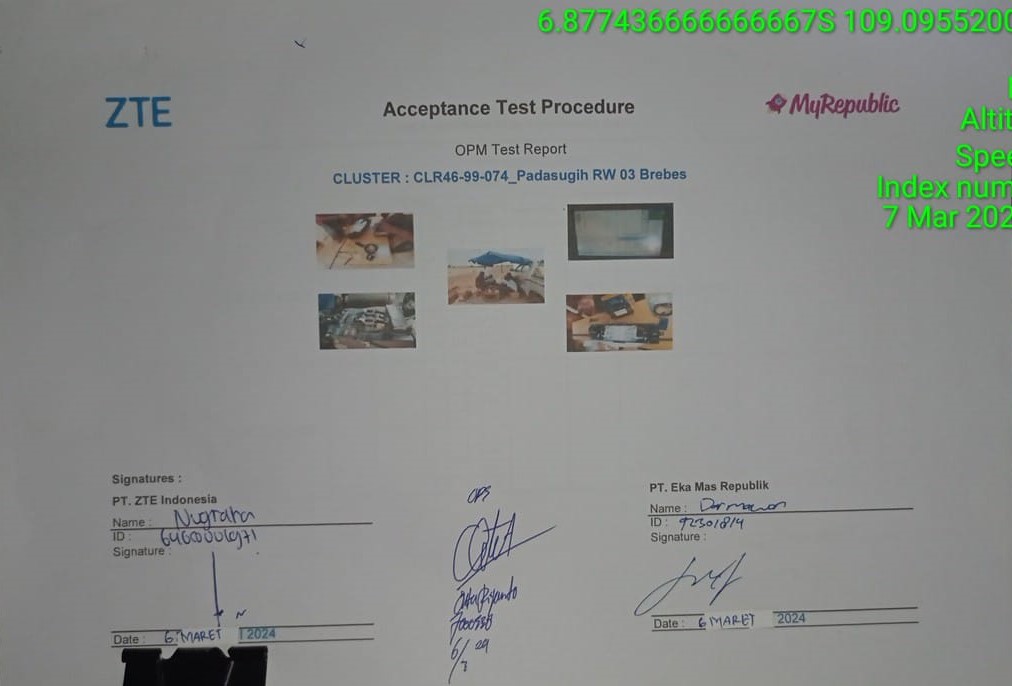 6.877436666666667S 109.0955200
Altit
Spee
Index num
7 Mar 202
ZTE
Acceptance Test Procedure
MyRepublic
OPM Test Report
CLUSTER : CLR46-99-074_Padasugih RW 03 Brebes
Signatures :
PT. ZTE Indonesia
Name : Nugraha
ID :
Signature :
Date : 6 MARET 2024
OPS
6/3 24
PT. Eka Mas Republik
Name : Darmawan
ID : 92301814
Signature :
Date : 6 MARET 2024